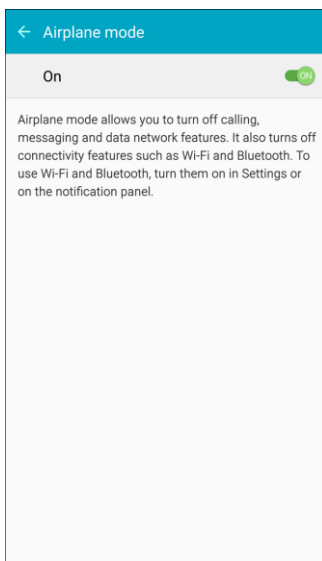 Airplane mode
On
ON
Airplane mode allows you to turn off calling,
messaging and data network features. It also turns off
connectivity features such as Wi-Fi and Bluetooth. To
use Wi-Fi and Bluetooth, turn them on in Settings or
on the notification panel.